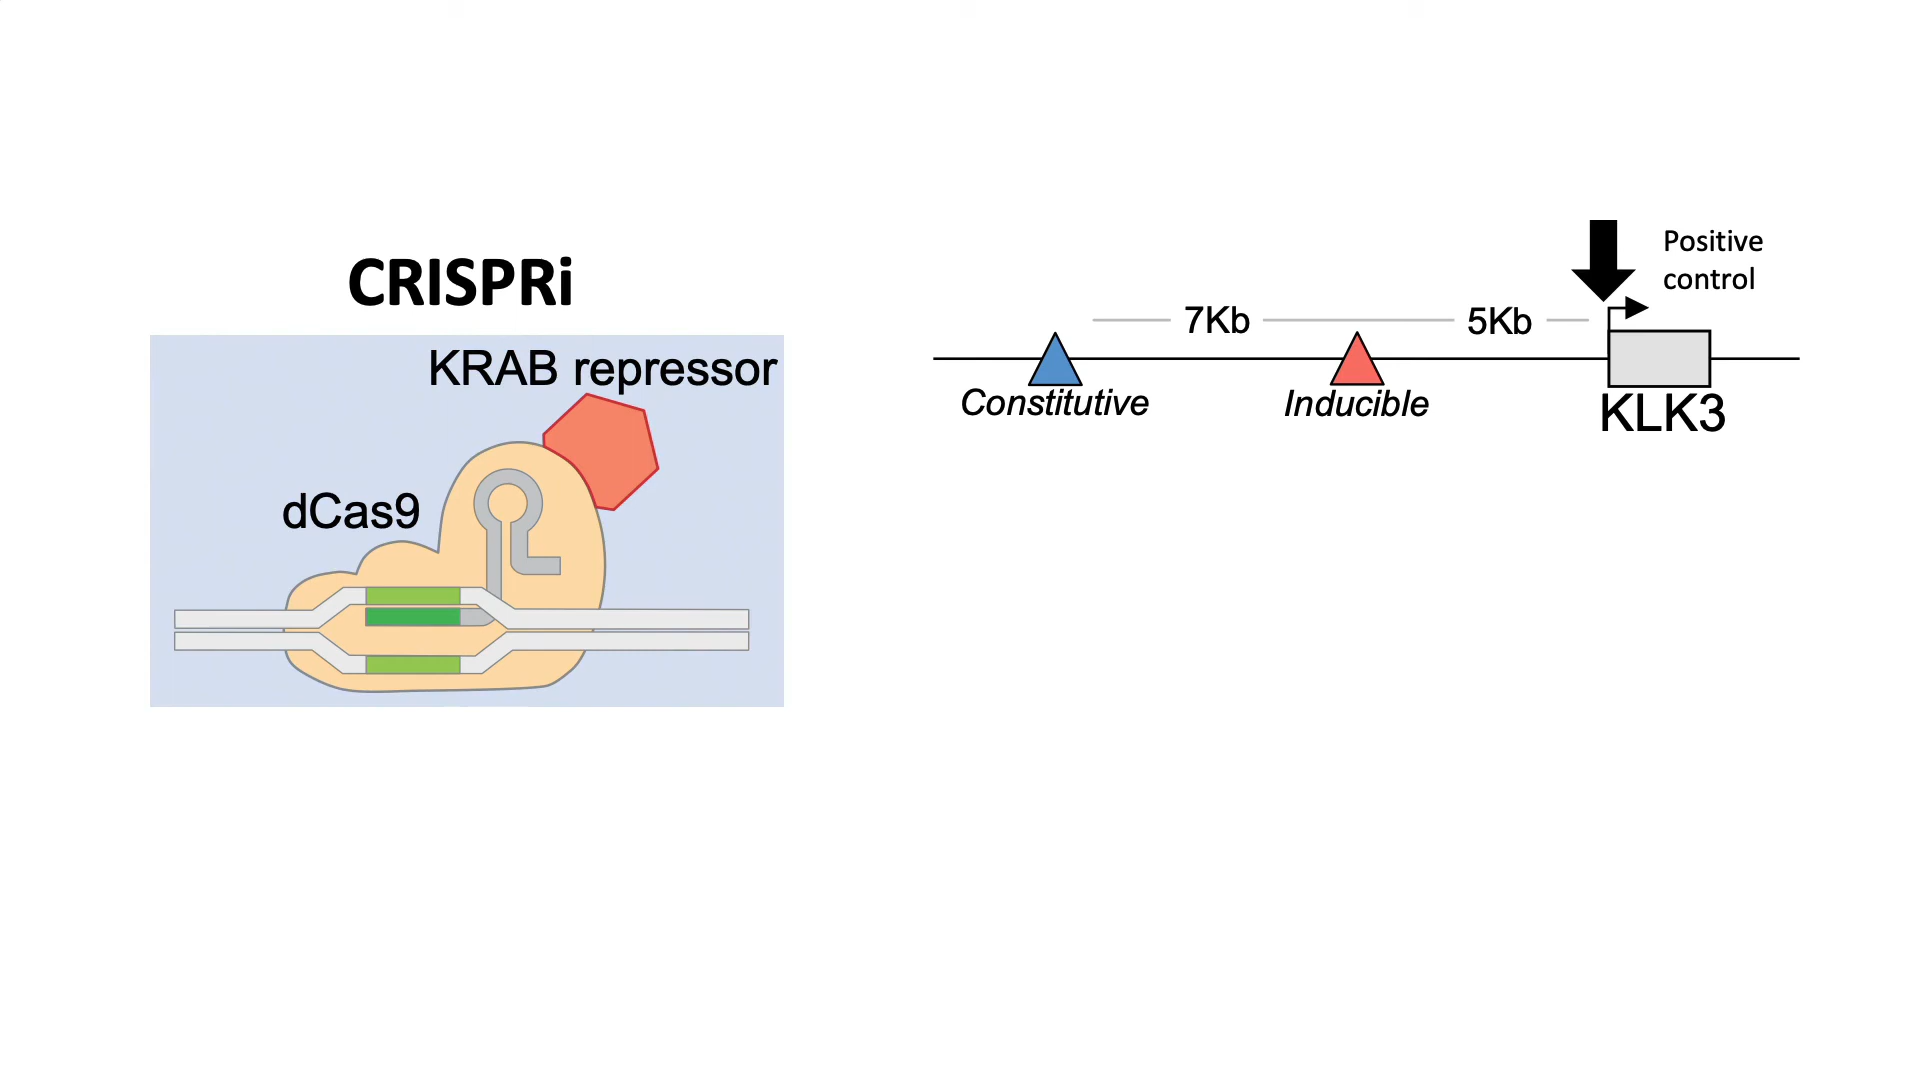 CRISPRi
KRAB repressor
dCas9
Positive
control
7Kb
5Kb
Constitutive
Inducible
KLK3